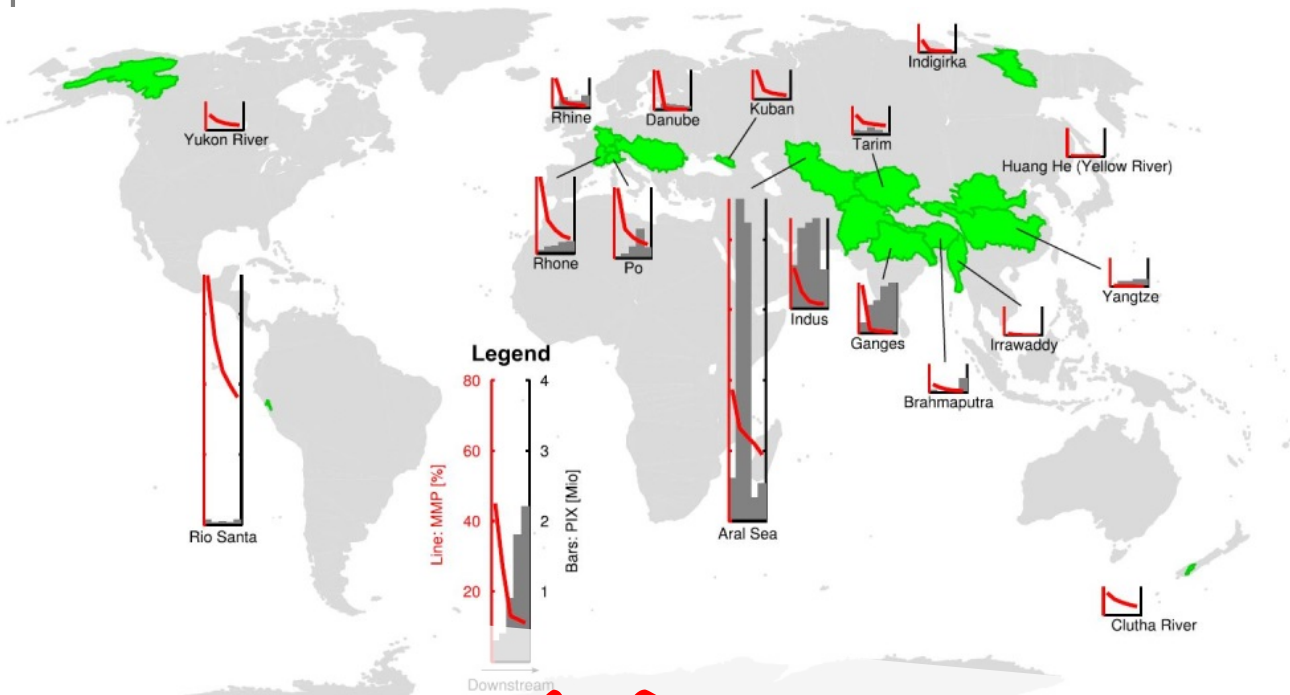 Indigirka
Yukon River
Rhine
Danube
Kuban
Tarim
Huang He (Yellow River)
Rhone
Po
Indus
Ganges
Yangtze
Irrawaddy
Brahmaputra
Rio Santa
Aral Sea
Clutha River
Legend
80
60
40
20
4
3
2
1
Line: MMP [%]
Bars: PIX [Mio]
Downstream